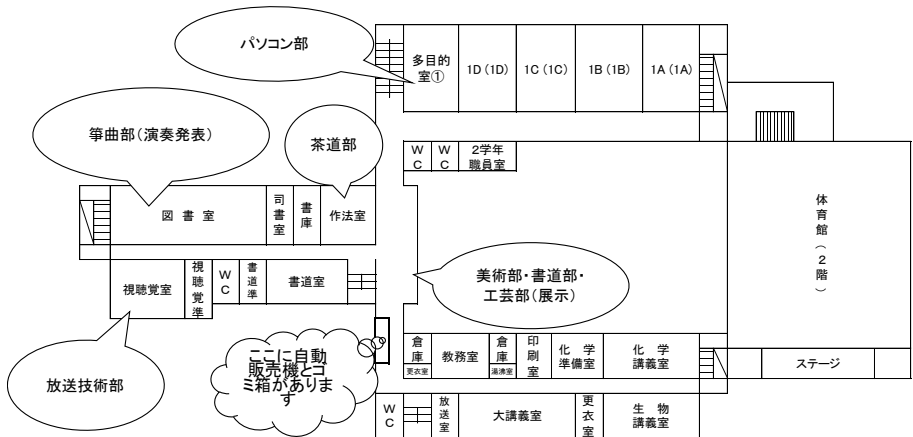 パソコン部
多目的
室①
1D（1D）
1C（1C）
1B（1B）
1A（1A）
箏曲部（演奏発表）
茶道部
WC
WC
2学年
職員室
図書室
司書室
書庫
作法室
体育館（2階）
視聴覚室
視聴覚準
WC
書道準
書道室
美術部・書道部・
工芸部（展示）
放送技術部
ここに自動
販売機とゴ
ミ箱がありま
す
倉庫
更衣室
教務室
倉庫
湯沸室
印刷室
化学
準備室
化学
講義室
ステージ
WC
放送室
大講義室
更衣室
生物
講義室